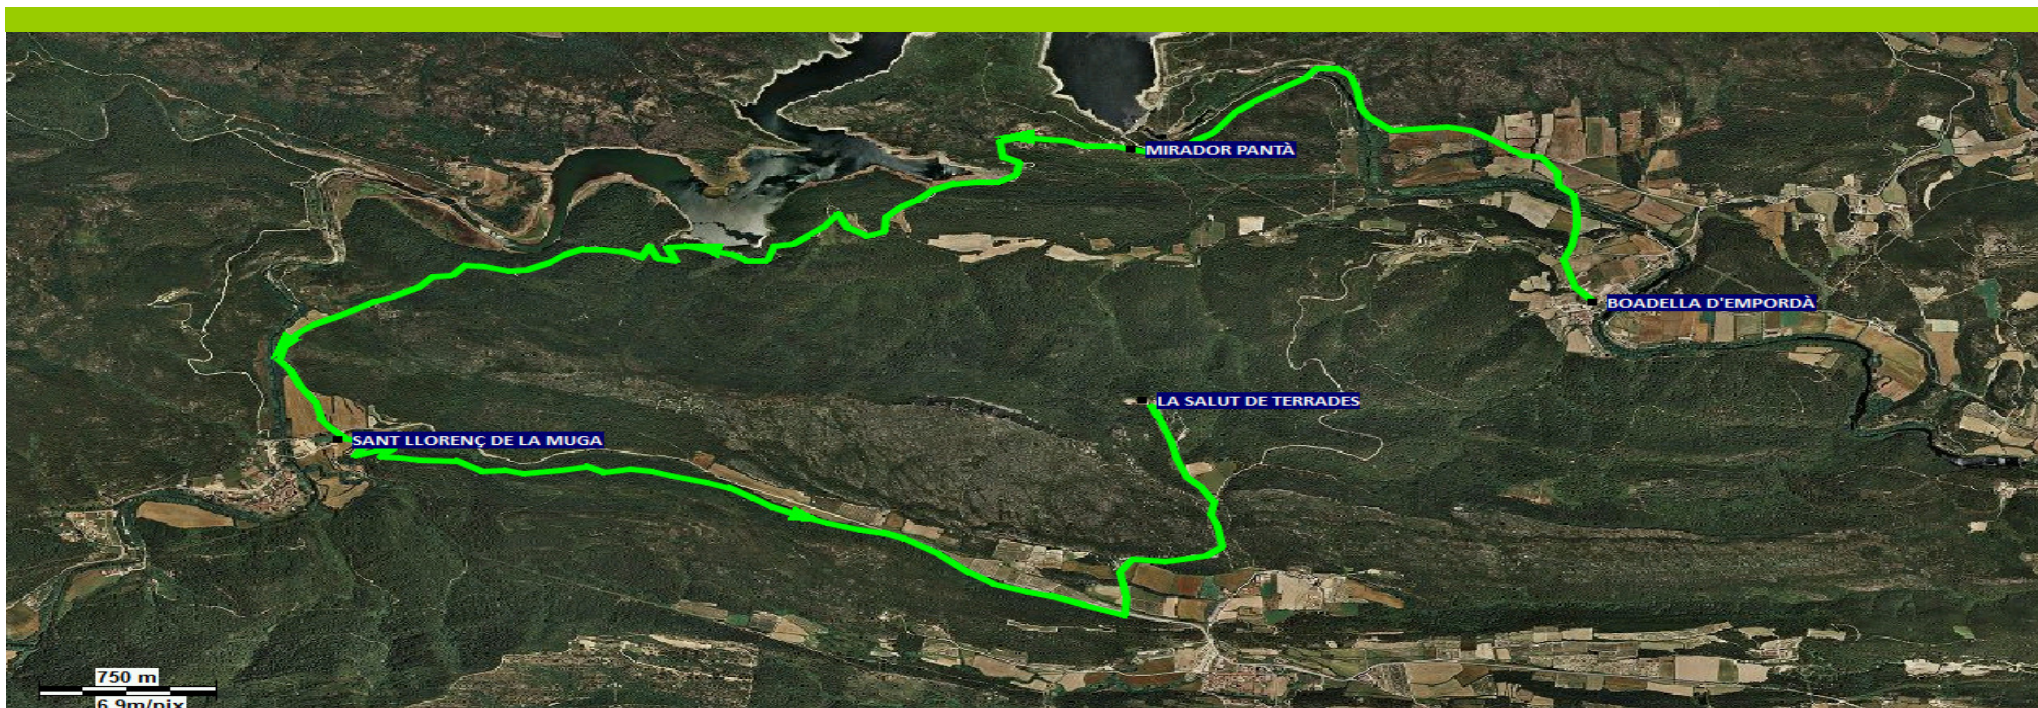 MIRADOR PANTÀ
BOADELLA D'EMPORDÀ
LA SALUT DE TERRADES
SANT LLORENÇ DE LA MUGA
750 m
6.9m/pix